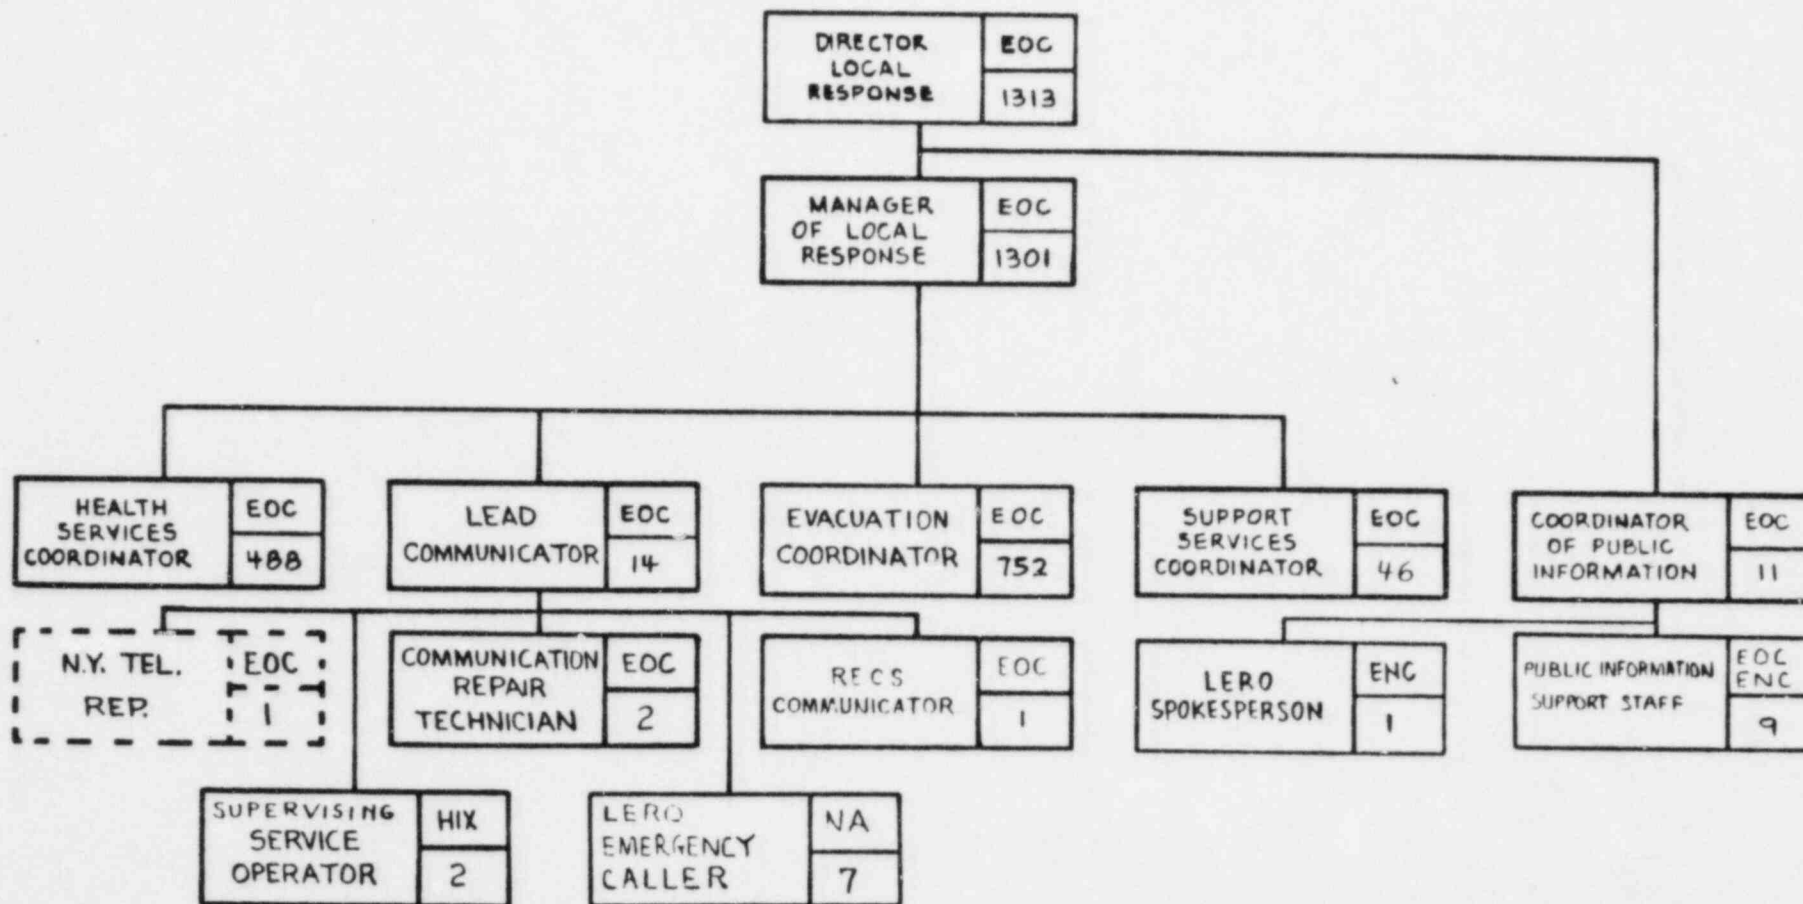 DIRECTOR
LOCAL
RESPONSE
EOC
1313
MANAGER
OF LOCAL
RESPONSE
EOC
1301
HEALTH
SERVICES
COORDINATOR
EOC
488
LEAD
COMMUNICATOR
EOC
14
EVACUATION
COORDINATOR
EOC
752
SUPPORT
SERVICES
COORDINATOR
EOC
46
COORDINATOR
OF PUBLIC
INFORMATION
EOC
11
N.Y. TEL.
REP.
EOC
1
COMMUNICATION
REPAIR
TECHNICIAN
EOC
2
RECS
COMMUNICATOR
EOC
1
LERO
SPOKESPERSON
ENC
1
PUBLIC INFORMATION
SUPPORT STAFF
EOC
ENC
9
SUPERVISING
SERVICE
OPERATOR
HIX
2
LERO
EMERGENCY
CALLER
NA
7